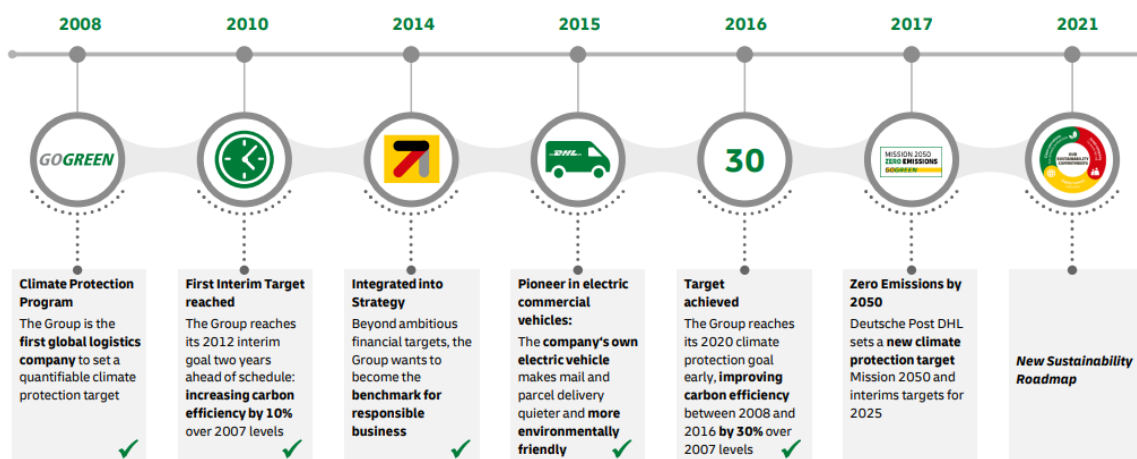 2008
2010
2014
2015
2016
2017
2021
GOGREEN
DHL
30
MISSION 2050
ZERO EMISSIONS
GOGREEN
OUR
SUSTAINABILITY
COMMITMENTS
Climate Protection
Program
The Group is the
first global logistics
company to set a
quantifiable climate
protection target
First Interim Target
reached
The Group reaches
its 2012 interim
goal two years
ahead of schedule:
increasing carbon
efficiency by 10%
over 2007 levels
Integrated into
Strategy
Beyond ambitious
financial targets, the
Group wants to
become the
benchmark for
responsible
business
Pioneer in electric
commercial
vehicles:
The company's own
electric vehicle
makes mail and
parcel delivery
quieter and more
environmentally
friendly
Target
achieved
The Group reaches
its 2020 climate
protection goal
early, improving
carbon efficiency
between 2008 and
2016 by 30% over
2007 levels
Zero Emissions by
2050
Deutsche Post DHL
sets a new climate
protection target
Mission 2050 and
interims targets for
2025
New Sustainability
Roadmap